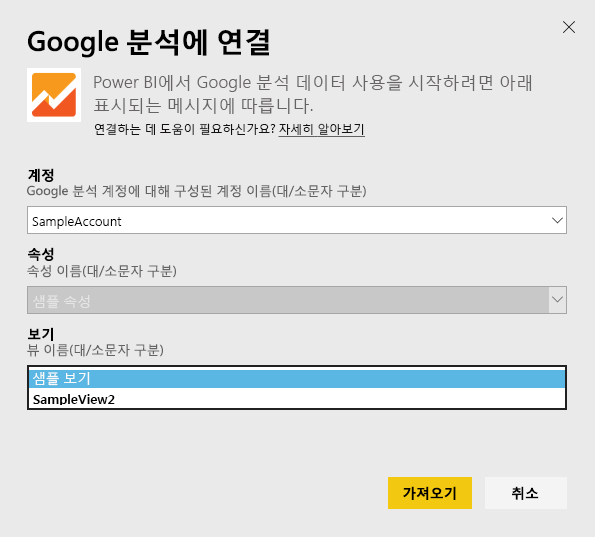 Google 분석에 연결
Power BI에서 Google 분석 데이터 사용을 시작하려면 아래
표시되는 메시지에 따릅니다.
연결하는 데 도움이 필요하신가요? 자세히 알아보기
계정
Google 분석 계정에 대해 구성된 계정 이름(대/소문자 구분)
SampleAccount
속성
속성 이름(대/소문자 구분)
샘플 속성
보기
뷰 이름(대/소문자 구분)
샘플 보기
SampleView2
가져오기 취소